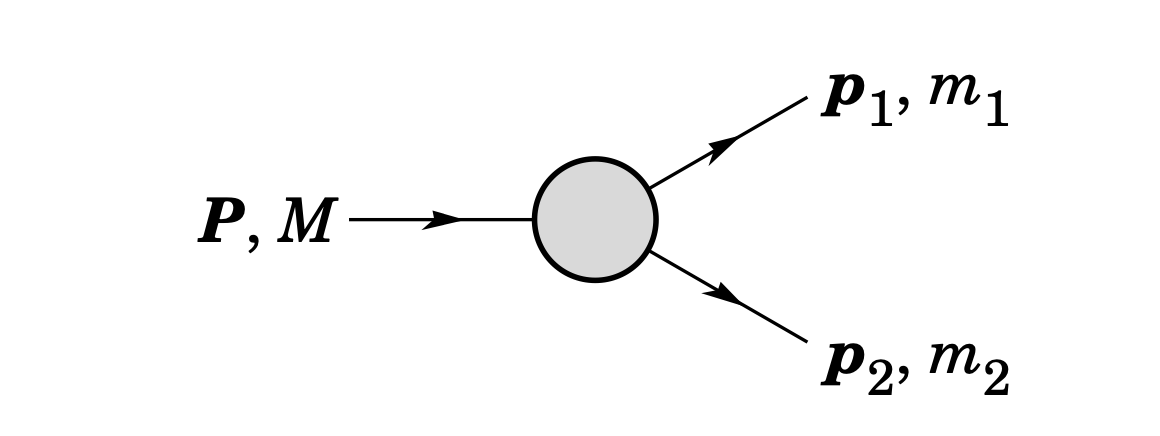 P, M
p1, m1
p2, m2